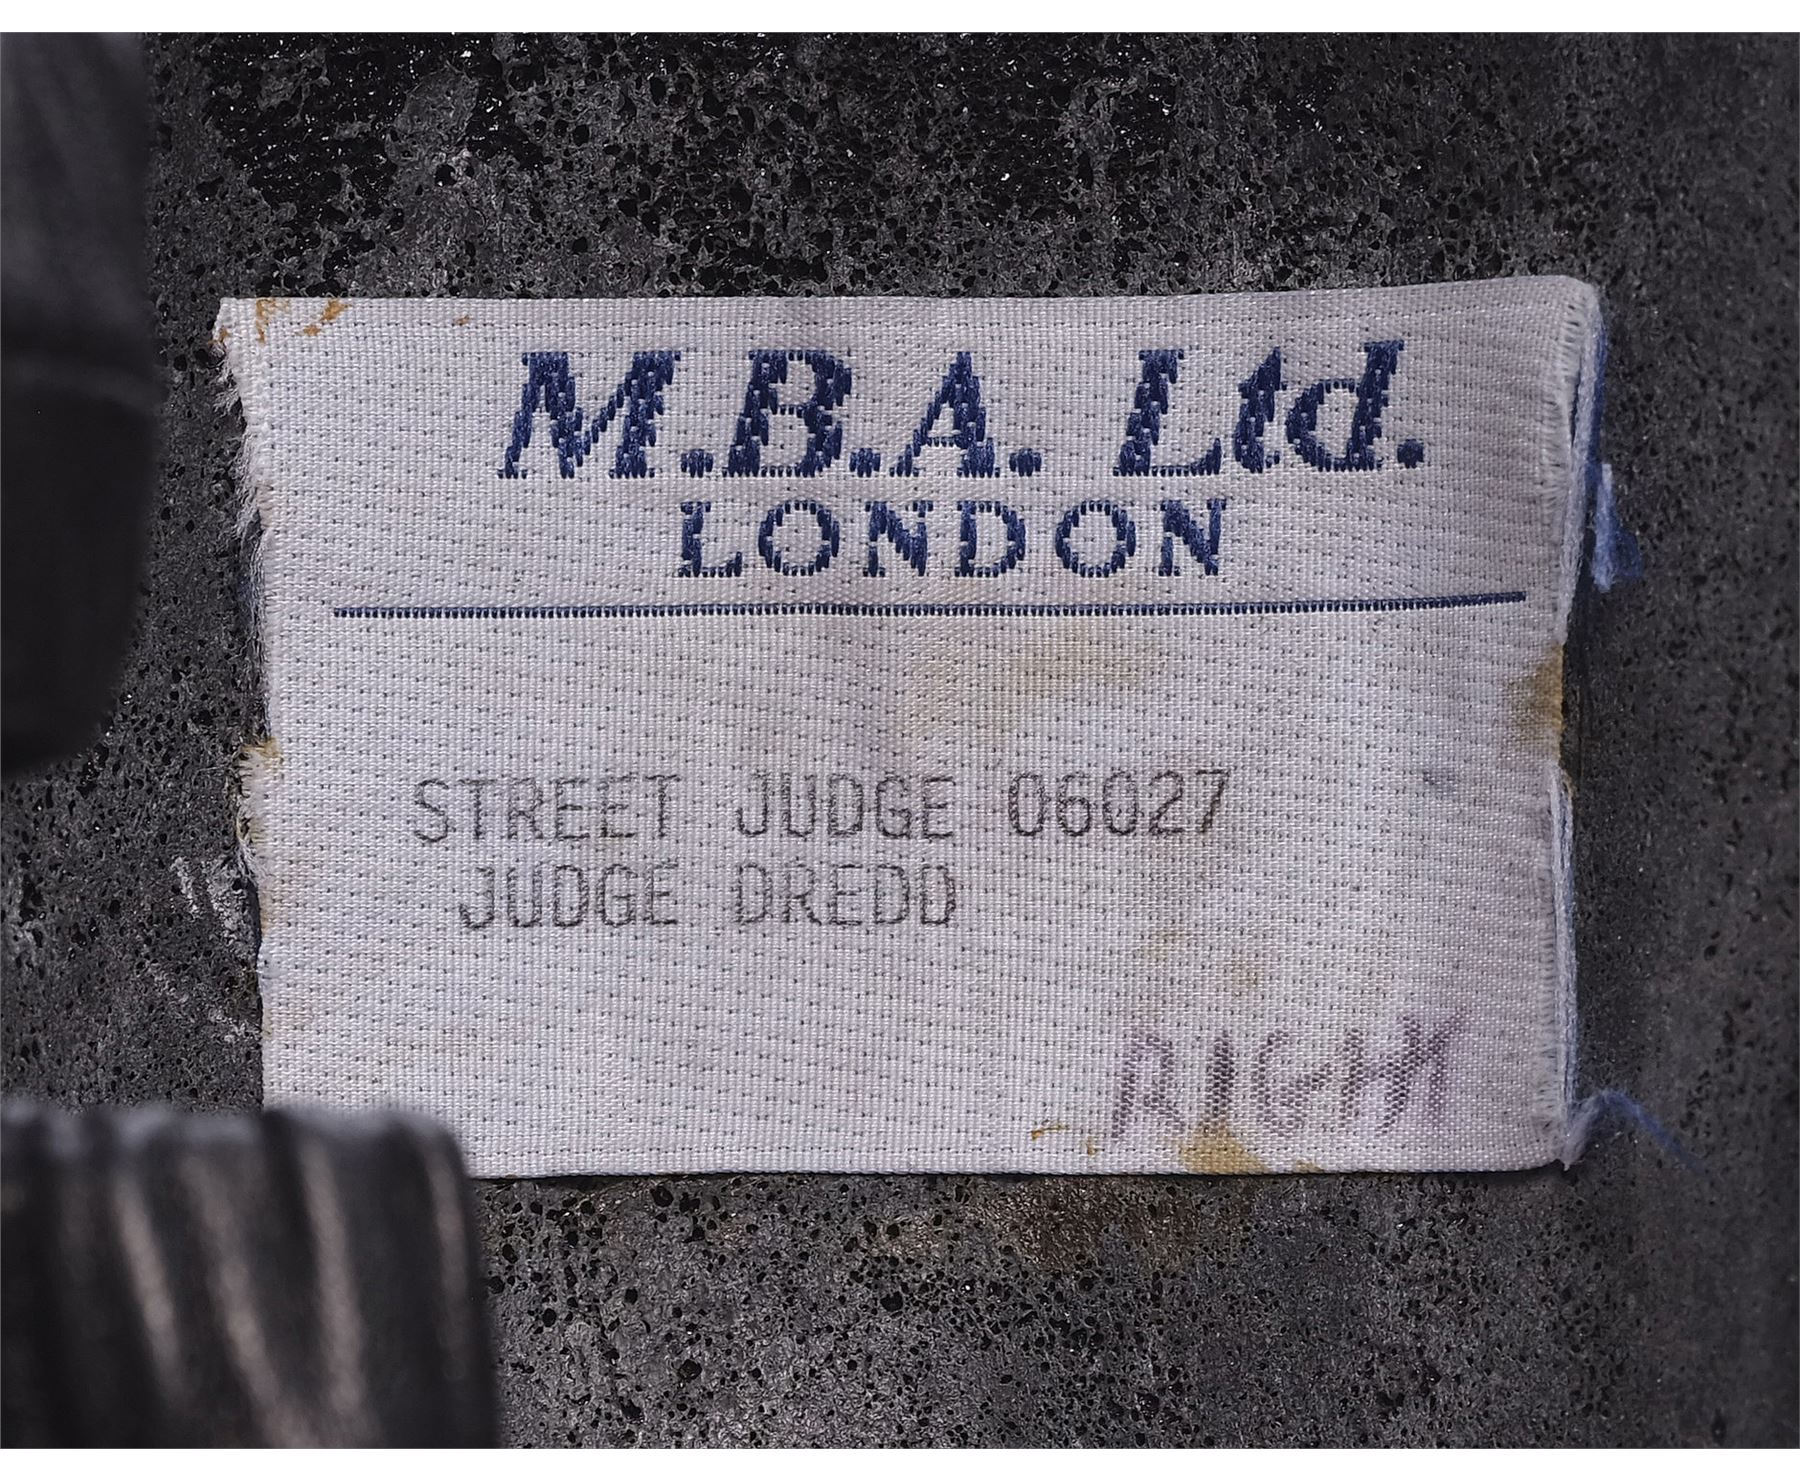 M.B.A. Ltd.
LONDON
STREET JUDGE 06027
JUDGE DREDD
RIGHT